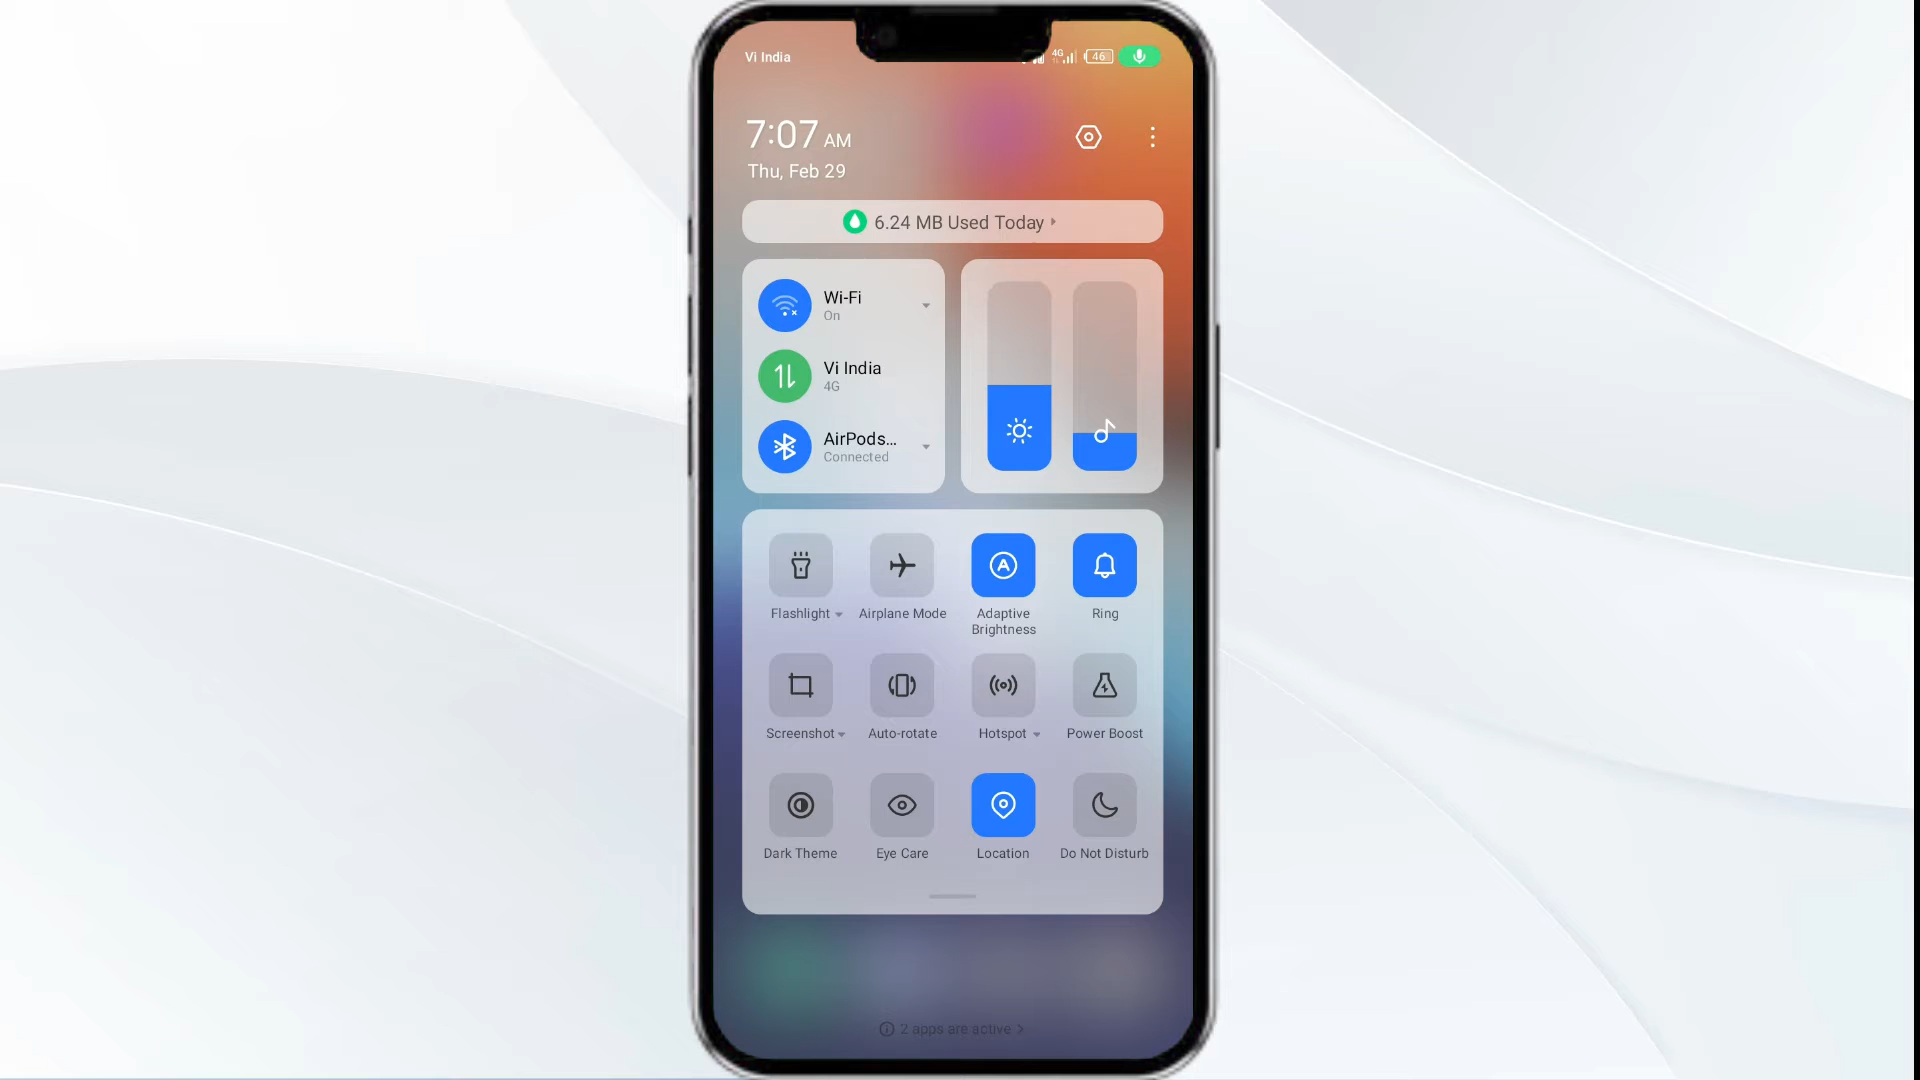 Vi India
4G
46
7:07 AM
Thu, Feb 29
6.24 MB Used Today
Wi-Fi
On
Vi India
4G
AirPods...
Connected
Flashlight
Airplane Mode
Adaptive
Brightness
Ring
Screenshot
Auto-rotate
Hotspot
Power Boost
Dark Theme
Eye Care
Location
Do Not Disturb
2 apps are active